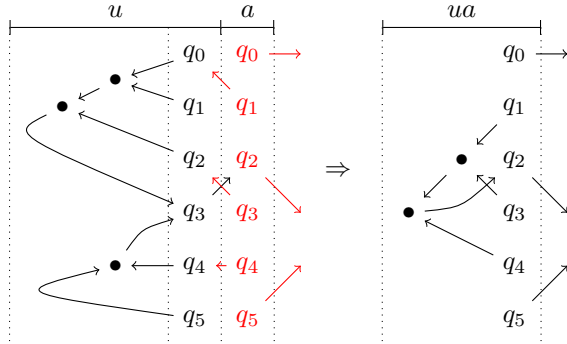 u a ua
q₀ q₀ q₀
q₁ q₁ q₁
q₂ q₂ ⇒ q₂
q₃ q₃ q₃
q₄ q₄ q₄
q₅ q₅ q₅